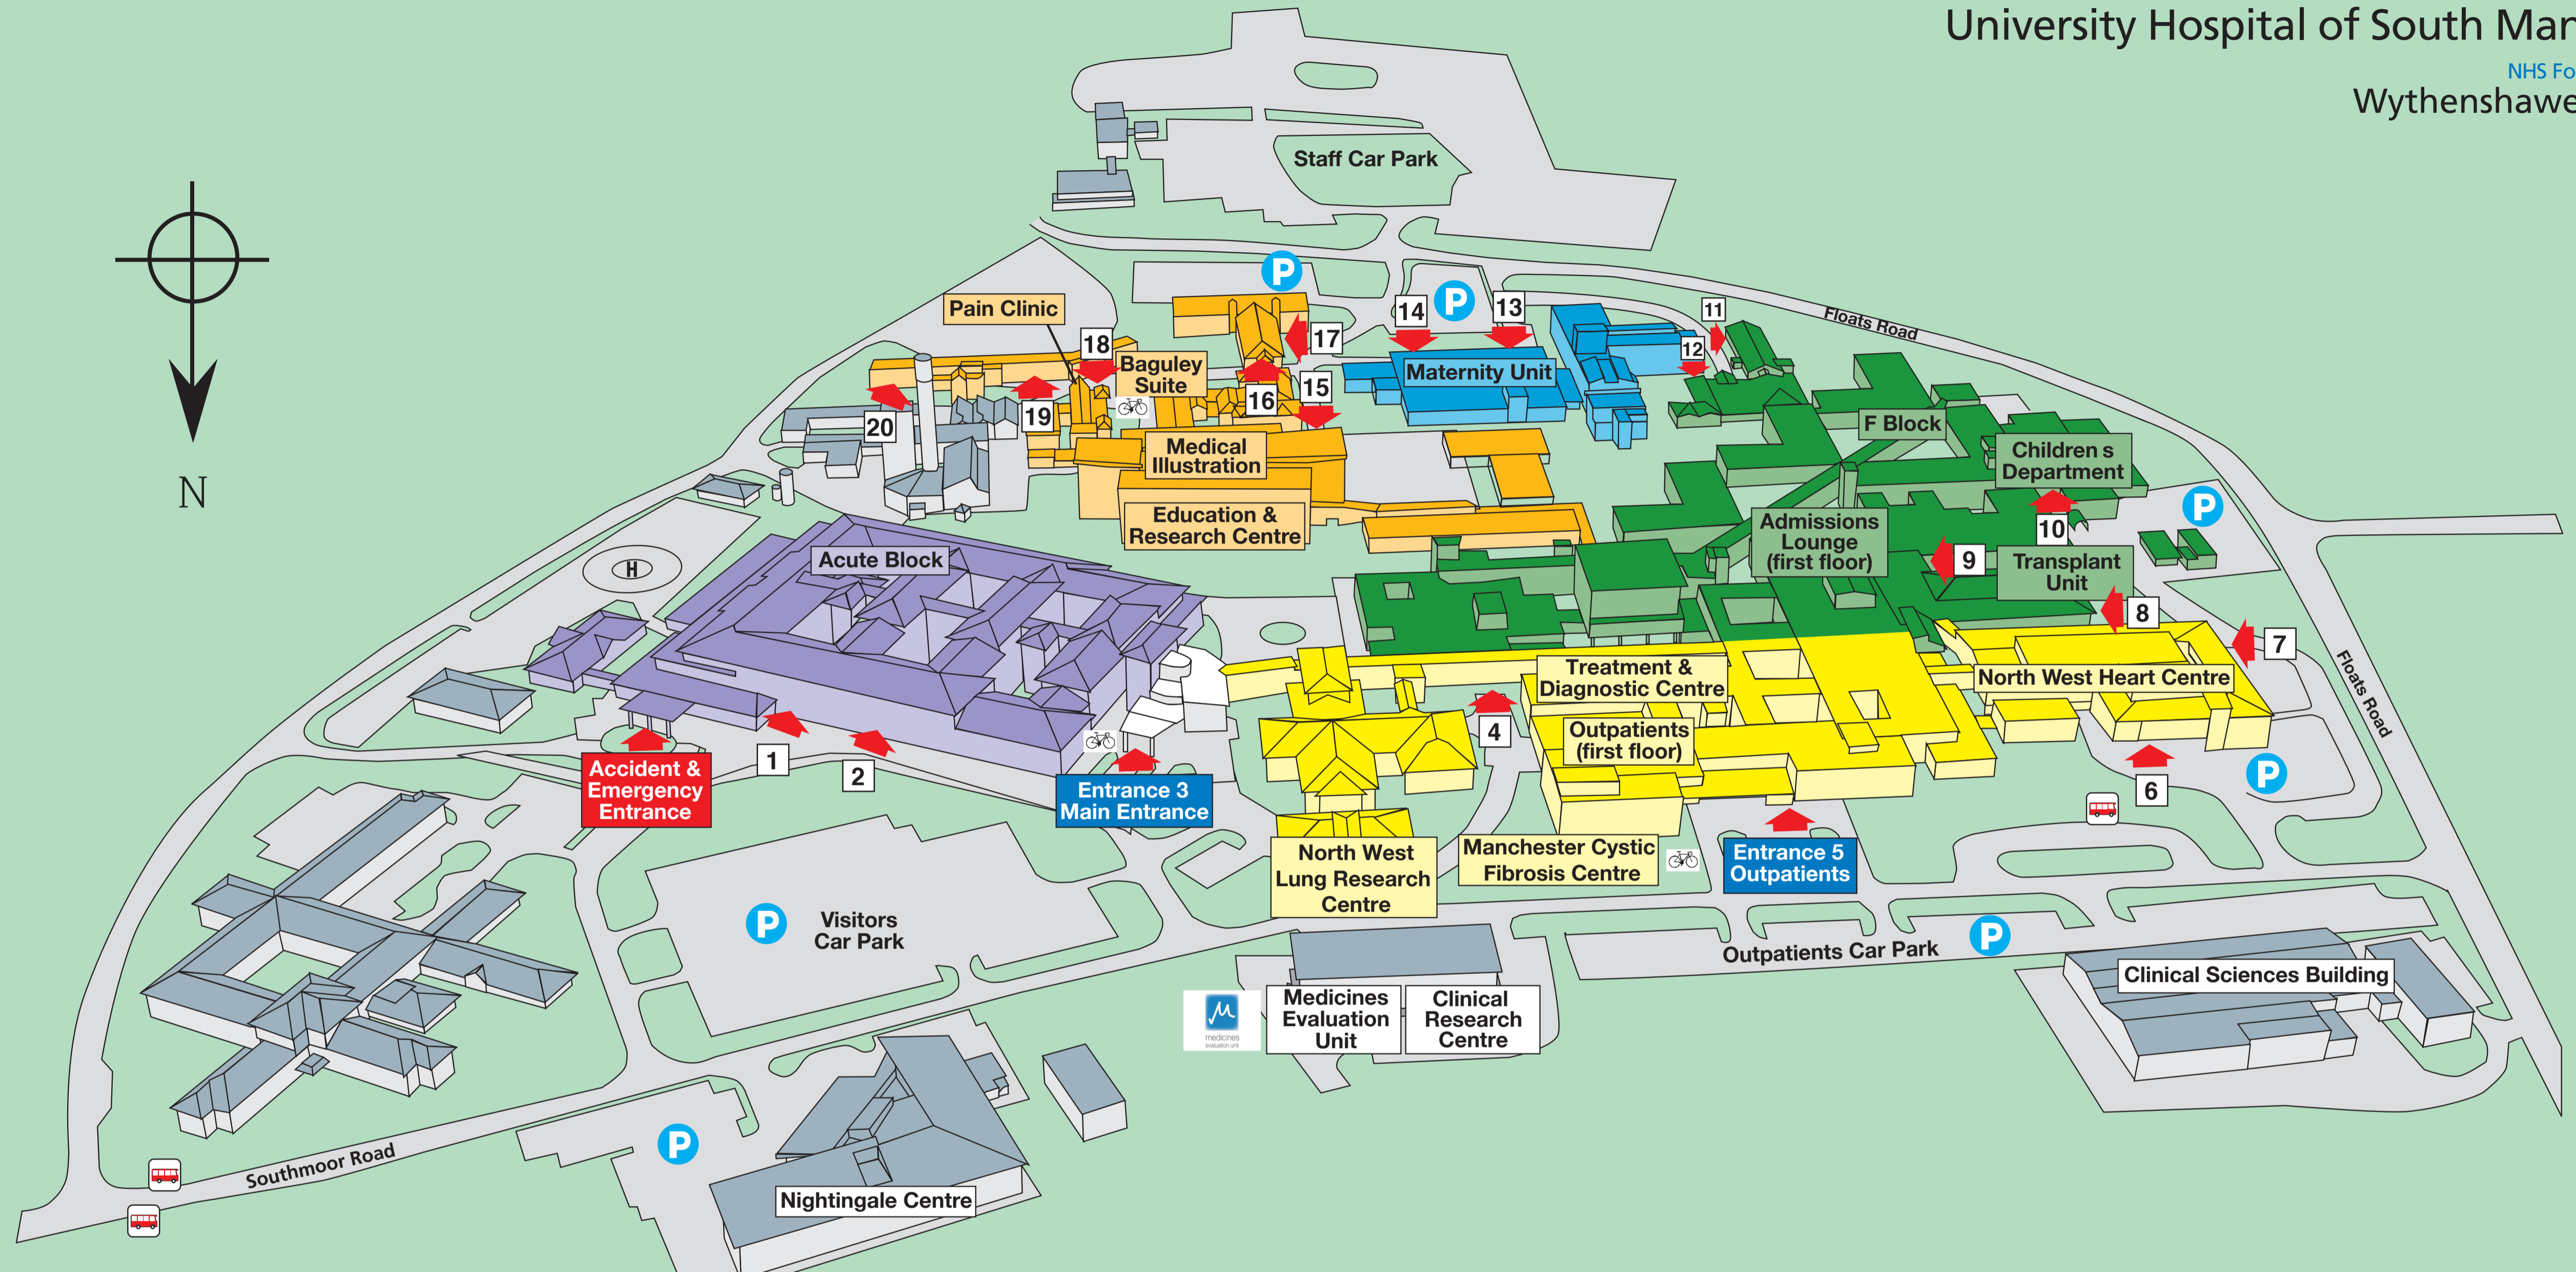 University Hospital of South Man
NHS Fo
Wythenshawe
Staff Car Park
N
P
P
Floats Road
Pain Clinic
18
17
14
13
11
12
Baguley
Suite
Maternity Unit
15
16
19
20
F Block
Children s
Department
Medical
Illustration
Education &
Research Centre
Admissions
Lounge
(first floor)
10
P
9
Transplant
Unit
8
7
H
Acute Block
Floats Road
Treatment &
Diagnostic Centre
North West Heart Centre
4
Outpatients
(first floor)
1
2
Accident &
Emergency
Entrance
Entrance 3
Main Entrance
6
P
North West
Lung Research
Centre
Manchester Cystic
Fibrosis Centre
Entrance 5
Outpatients
P
Visitors
Car Park
Outpatients Car Park
P
Clinical Sciences Building
medicines
evaluation unit
Medicines
Evaluation
Unit
Clinical
Research
Centre
P
Southmoor Road
Nightingale Centre